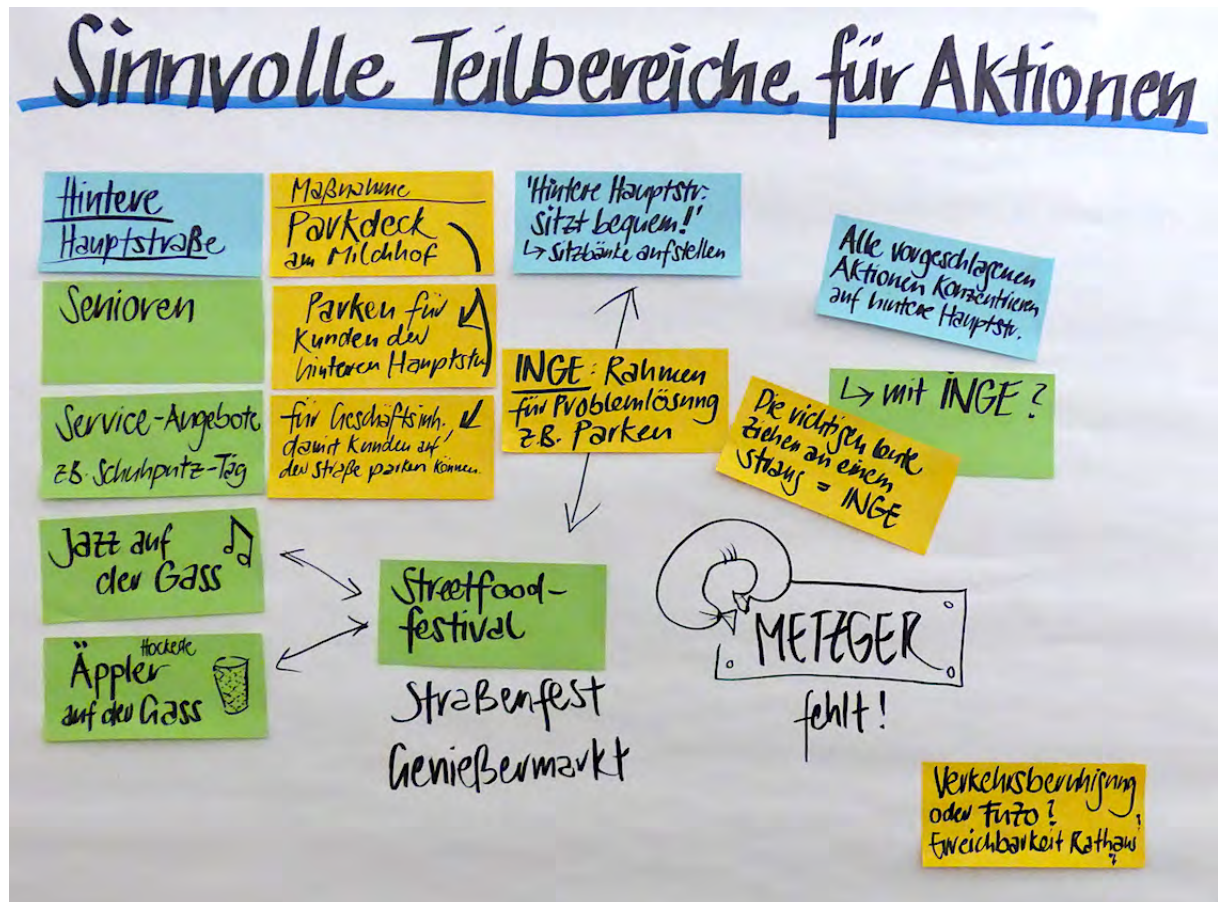 Sinnvolle Teilbereiche für Aktionen
Hintere
Hauptstraße
Maßnahme
Parkdeck
am Milchhof
'Hintere Hauptstr.
sitzt bequem!'
↳ Sitzbänke aufstellen
Alle vorgeschlagenen
Aktionen konzentrieren
auf hintere Hauptstr.
Senioren
Parken für
Kunden der
hinteren Hauptstr.
INGE: Rahmen
für Problemlösung
z.B. Parken
↳ mit INGE?
Die richtigen Leute
ziehen an einem
Strang = INGE
Service-Angebote
z.B. Schuhputz-Tag
für Geschäftsinh.
damit Kunden auf
der Straße parken können.
Jazz auf
der Gass
Streetfood-
festival
Straßenfest
Genießermarkt
METZGER
fehlt!
Äppler Hockete
auf der Gass
Verkehrsberuhigung
oder Fuzo?
Erreichbarkeit Rathaus?